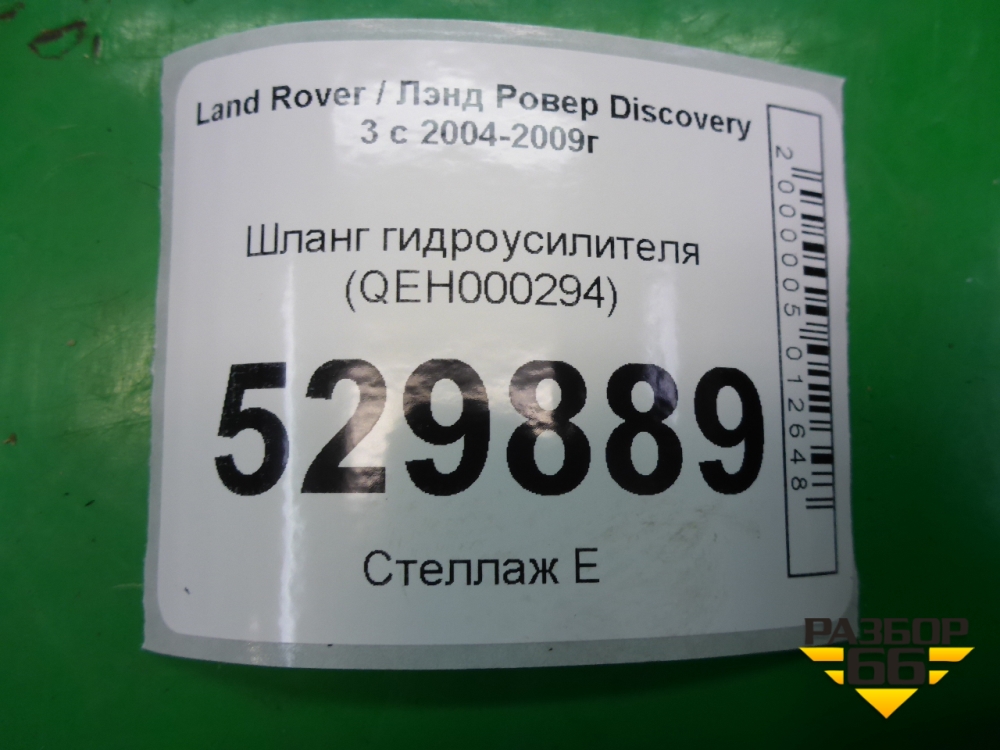 Land Rover / Лэнд Ровер Discovery
3 с 2004-2009г
Шланг гидроусилителя
(QEH000294)
529889
Стеллаж Е
2000005012648
РАЗБОР
66